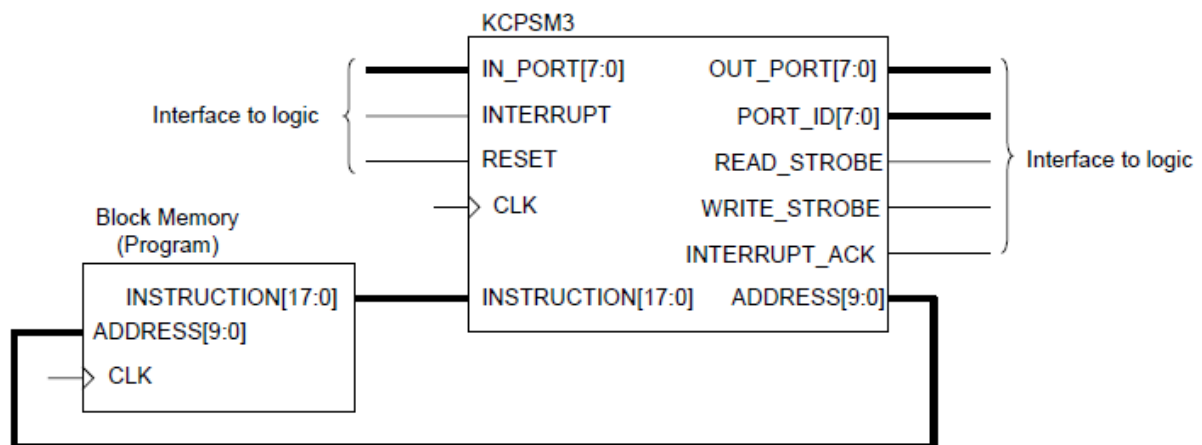 KCPSM3
IN_PORT[7:0]
OUT_PORT[7:0]
Interface to logic
INTERRUPT
PORT_ID[7:0]
RESET
READ_STROBE
Interface to logic
CLK
WRITE_STROBE
INTERRUPT_ACK
INSTRUCTION[17:0]
ADDRESS[9:0]
Block Memory
(Program)
INSTRUCTION[17:0]
ADDRESS[9:0]
CLK